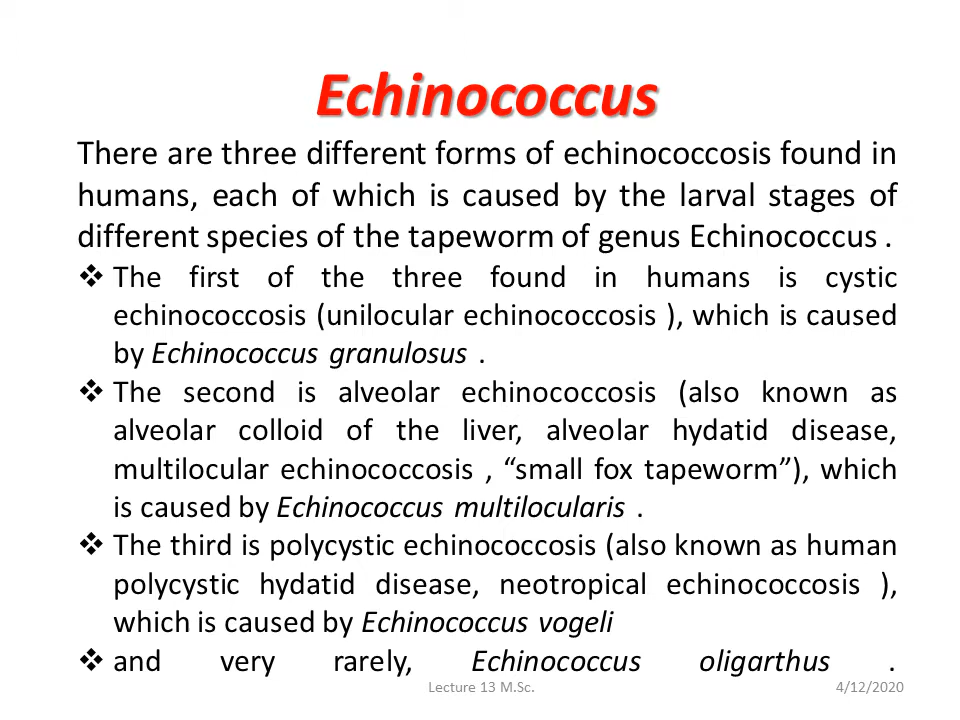 Echinococcus
There are three different forms of echinococcosis found in
humans, each of which is caused by the larval stages of
different species of the tapeworm of genus Echinococcus .
❖ The first of the three found in humans is cystic
echinococcosis (unilocular echinococcosis ), which is caused
by Echinococcus granulosus .
❖ The second is alveolar echinococcosis (also known as
alveolar colloid of the liver, alveolar hydatid disease,
multilocular echinococcosis , “small fox tapeworm”), which
is caused by Echinococcus multilocularis .
❖ The third is polycystic echinococcosis (also known as human
polycystic hydatid disease, neotropical echinococcosis ),
which is caused by Echinococcus vogeli
❖ and very rarely, Echinococcus oligarthus .
Lecture 13 M.Sc.
4/12/2020